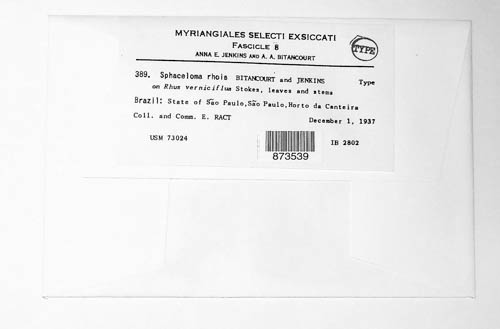 MYRIANGIALES SELECTI EXSICCATI
FASCICLE 8
ANNA E. JENKINS AND A. A. BITANCOURT
TYPE
389. Sphaceloma rhois BITANCOURT and JENKINS Type
on Rhus verniciflua Stokes, leaves and stems
Brazil: State of São Paulo,São Paulo,Horto da Canteira
Coll. and Comm. E. RACT December 1, 1937
USM 73024 IB 2802
873539